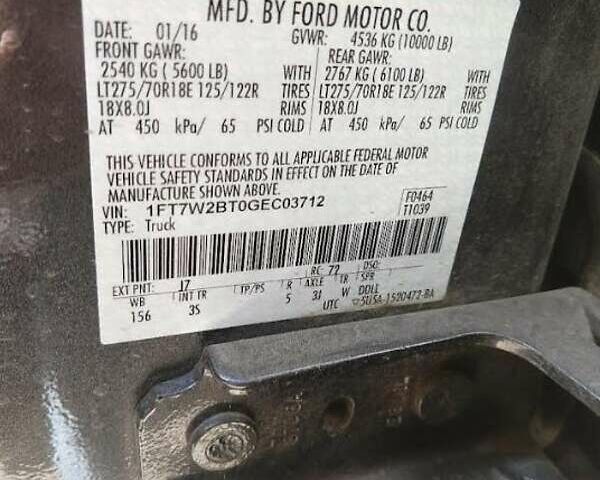 MFD. BY FORD MOTOR CO.
DATE: 01/16 GVWR: 4536 KG (10000 LB)
FRONT GAWR: REAR GAWR:
2540 KG ( 5600 LB) WITH 2767 KG ( 6100 LB) WITH
LT275/70R18E 125/122R TIRES LT275/70R18E 125/122R TIRES
18X8.0J RIMS 18X8.0J RIMS
AT 450 kPa/ 65 PSI COLD AT 450 kPa/ 65 PSI COLD
THIS VEHICLE CONFORMS TO ALL APPLICABLE FEDERAL MOTOR
VEHICLE SAFETY STANDARDS IN EFFECT ON THE DATE OF
MANUFACTURE SHOWN ABOVE.
VIN: 1FT7W2BT0GEC03712 F0464
TYPE: Truck T1039
EXT PNT: J7 RC: 72 DSO:
WB INT TR TP/PS R AXLE TR SPR
156 3S 5 3J W DDLL
UTC